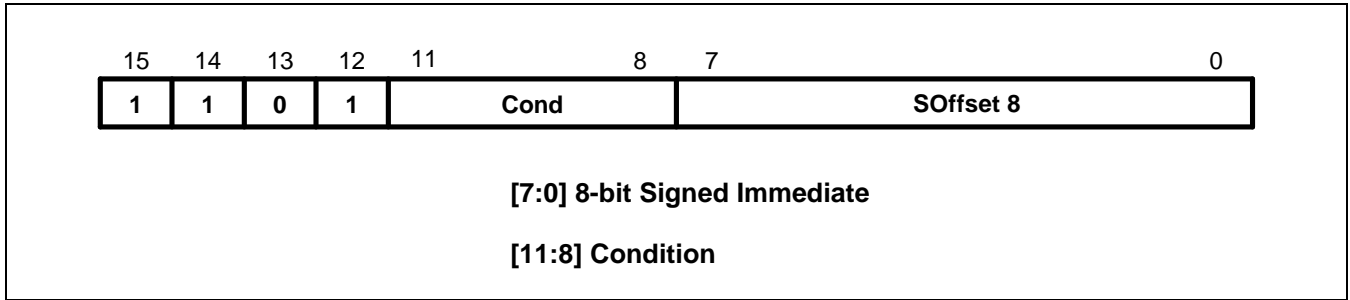 15 14 13 12 11 8 7 0
1 1 0 1 Cond SOffset 8
[7:0] 8-bit Signed Immediate
[11:8] Condition